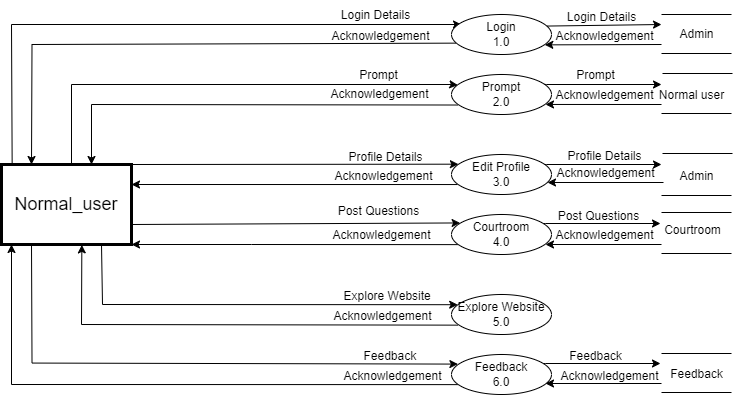 Login Details
Login Details
Login
Admin
Acknowledgement
1.0
Acknowledgement
Prompt
Prompt
Prompt
Acknowledgement
2.0
Acknowledgement
Normal user
Profile Details
Profile Details
Edit Profile
Acknowledgement
3.0
Acknowledgement
Admin
Normal_user
Post Questions
Post Questions
Courtroom
Courtroom
Acknowledgement
4.0
Acknowledgement
Explore Website
Explore Website
Acknowledgement
5.0
Feedback
Feedback
Feedback
Feedback
Acknowledgement
6.0
Acknowledgement